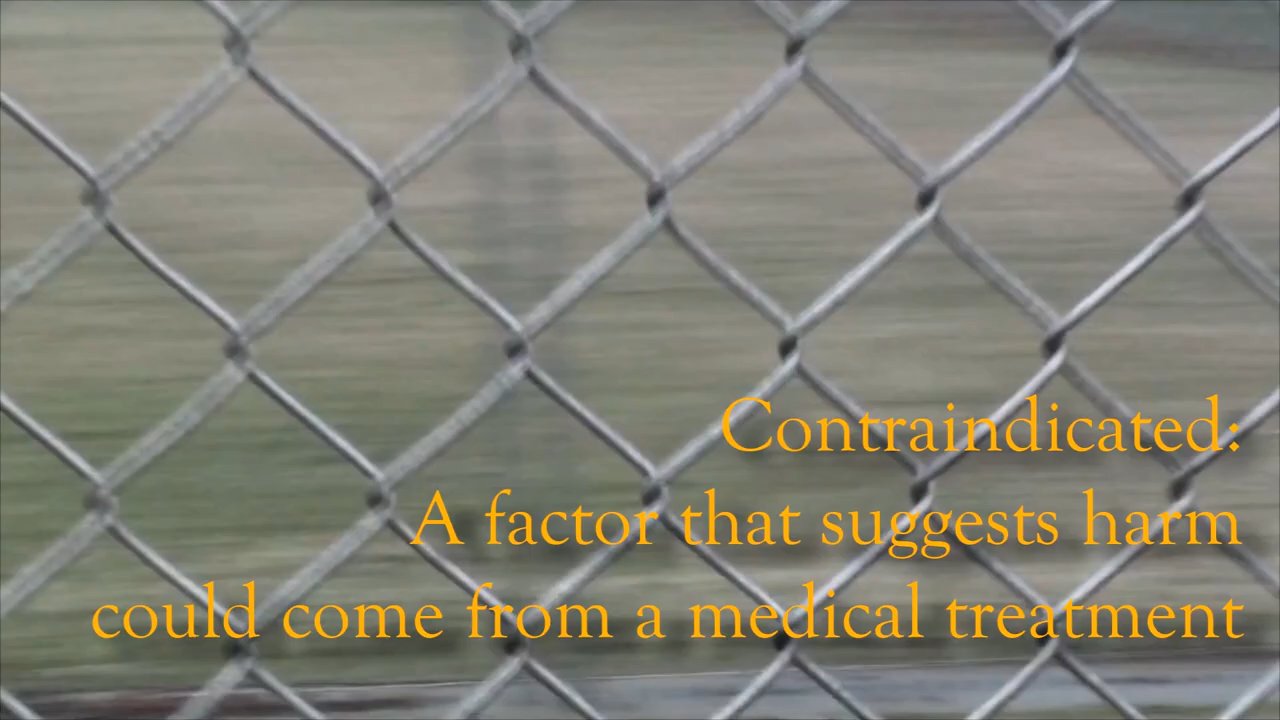 Contraindicated:
A factor that suggests harm
could come from a medical treatment